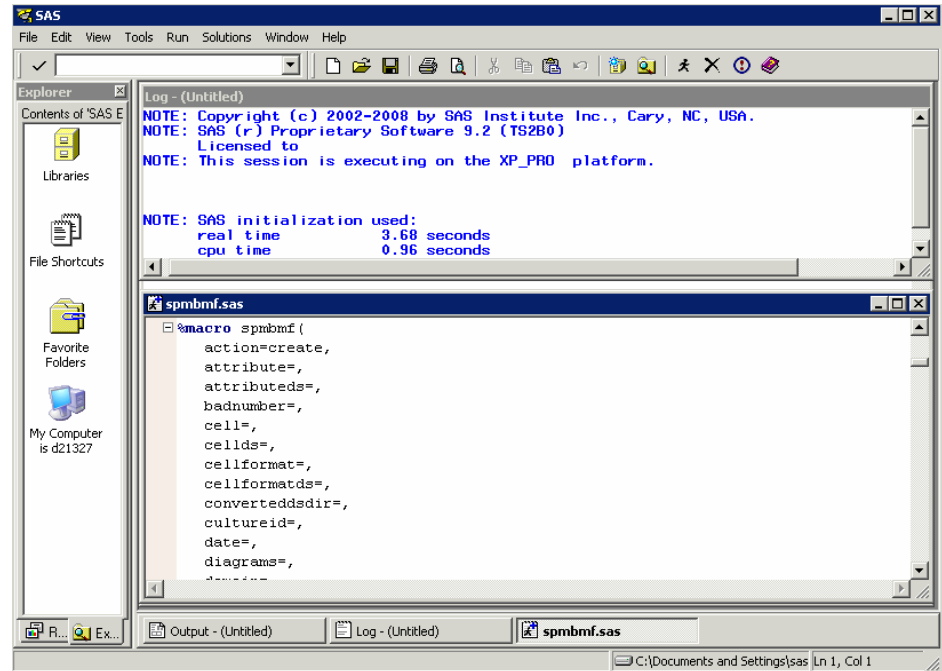 SAS
File Edit View Tools Run Solutions Window Help
Explorer
Contents of 'SAS E
Libraries
File Shortcuts
Favorite
Folders
My Computer
is d21327
Log - (Untitled)
NOTE: Copyright (c) 2002-2008 by SAS Institute Inc., Cary, NC, USA.
NOTE: SAS (r) Proprietary Software 9.2 (TS2B0)
Licensed to
NOTE: This session is executing on the XP_PRO platform.
NOTE: SAS initialization used:
real time 3.68 seconds
cpu time 0.96 seconds
spmbmf.sas
%macro spmbmf(
action=create,
attribute=,
attributeds=,
badnumber=,
cell=,
cellds=,
cellformat=,
cellformatds=,
converteddsdir=,
cultureid=,
date=,
diagrams=,
R... Ex...
Output - (Untitled) Log - (Untitled) spmbmf.sas
C:\Documents and Settings\sas Ln 1, Col 1